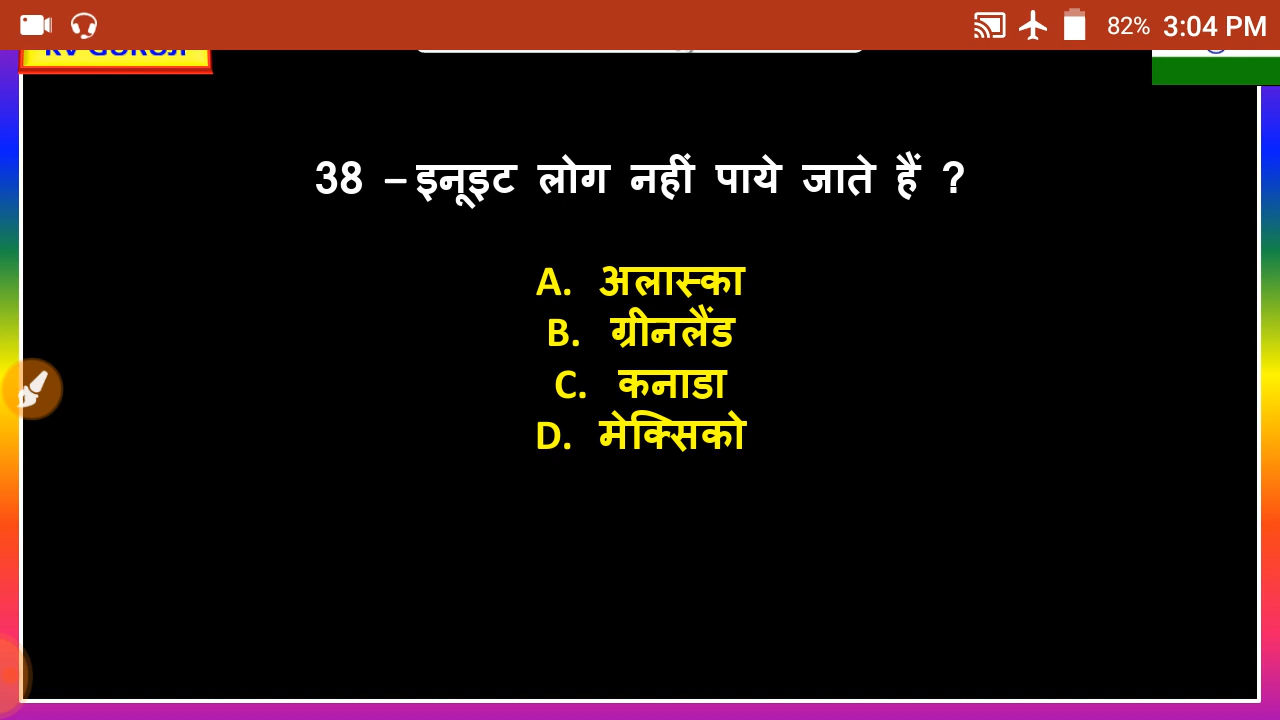 82% 3:04 PM
38 – इनूइट लोग नहीं पाये जाते हैं ?
A. अलास्का
B. ग्रीनलैंड
C. कनाडा
D. मेक्सिको